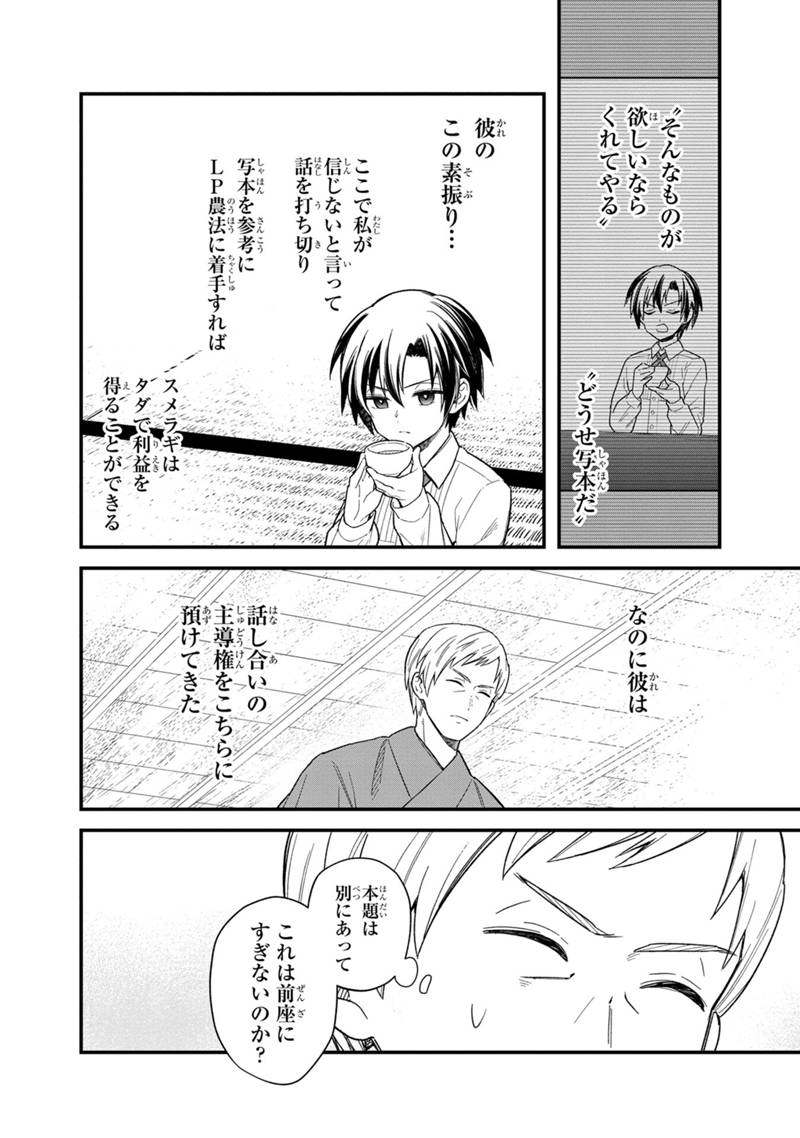 〝そんなものが
欲しいなら
くれてやる〟
〝どうせ写本だ〟
彼の
この素振り…
ここで私が
信じないと言って
話を打ち切り
写本を参考に
ＬＰ農法に着手すれば
スメラギは
タダで利益を
得ることができる
なのに彼は
話し合いの
主導権をこちらに
預けてきた
本題は
別にあって
これは前座に
すぎないのか？